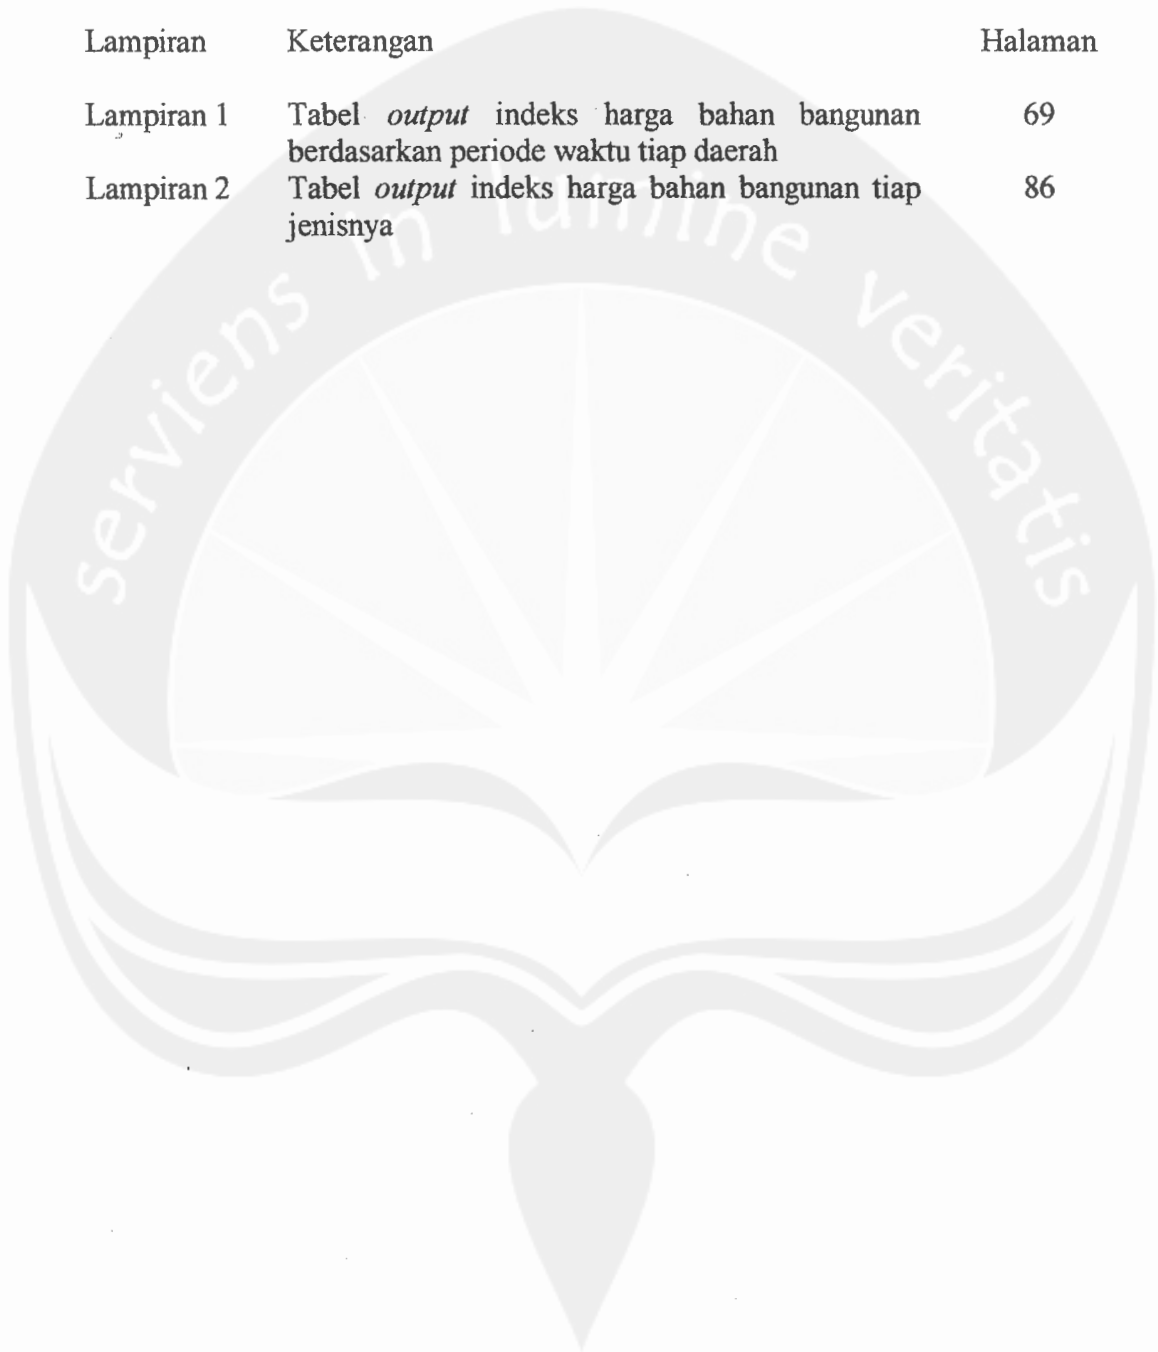 Lampiran Keterangan Halaman
Lampiran 1 Tabel output indeks harga bahan bangunan 69
berdasarkan periode waktu tiap daerah
Lampiran 2 Tabel output indeks harga bahan bangunan tiap 86
jenisnya
serviens in lumine veritatis